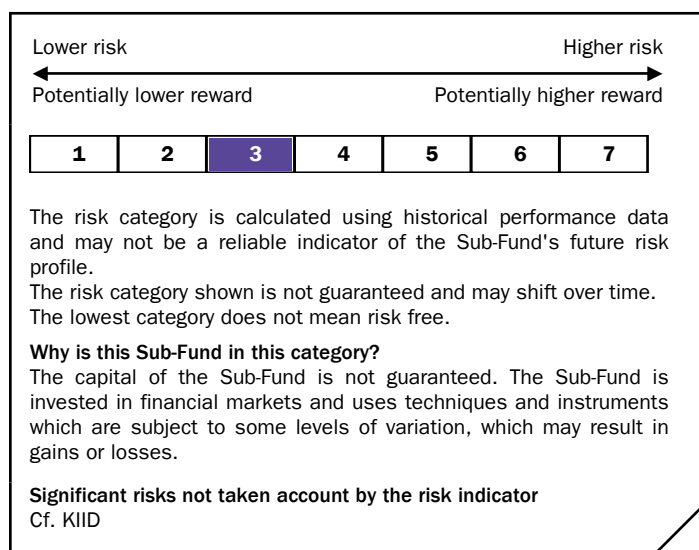 Lower risk Higher risk
Potentially lower reward Potentially higher reward
1 2 3 4 5 6 7
The risk category is calculated using historical performance data
and may not be a reliable indicator of the Sub-Fund's future risk
profile.
The risk category shown is not guaranteed and may shift over time.
The lowest category does not mean risk free.
Why is this Sub-Fund in this category?
The capital of the Sub-Fund is not guaranteed. The Sub-Fund is
invested in financial markets and uses techniques and instruments
which are subject to some levels of variation, which may result in
gains or losses.
Significant risks not taken account by the risk indicator
Cf. KIID